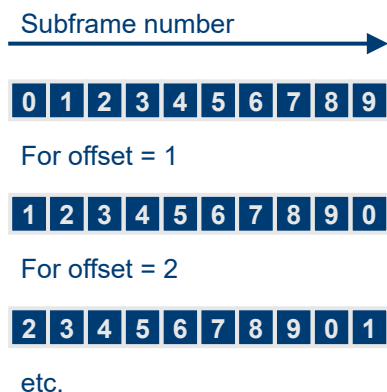 Subframe number
0 1 2 3 4 5 6 7 8 9
For offset = 1
1 2 3 4 5 6 7 8 9 0
For offset = 2
2 3 4 5 6 7 8 9 0 1
etc.